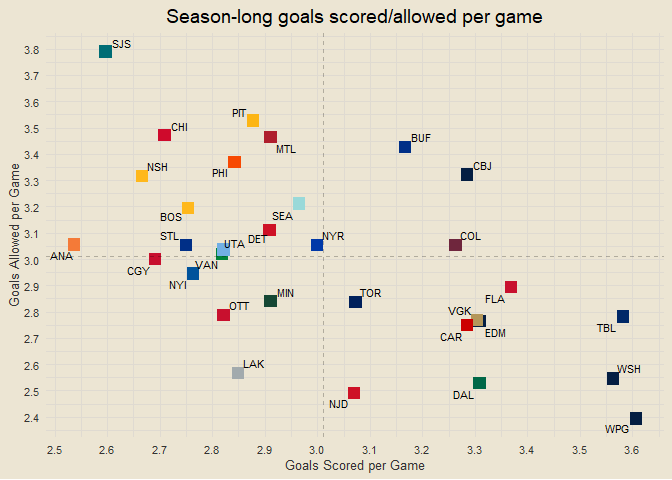 Season-long goals scored/allowed per game
Goals Allowed per Game
3.8
3.7
3.6
3.5
3.4
3.3
3.2
3.1
3.0
2.9
2.8
2.7
2.6
2.5
2.4
SJS
PIT
CHI
MTL
BUF
NSH
PHI
CBJ
BOS
SEA
STL
UTA
DET
NYR
COL
ANA
CGY
VAN
NYI
MIN
TOR
FLA
OTT
VGK
EDM
CAR
TBL
LAK
WSH
NJD
DAL
WPG
2.5 2.6 2.7 2.8 2.9 3.0 3.1 3.2 3.3 3.4 3.5 3.6
Goals Scored per Game